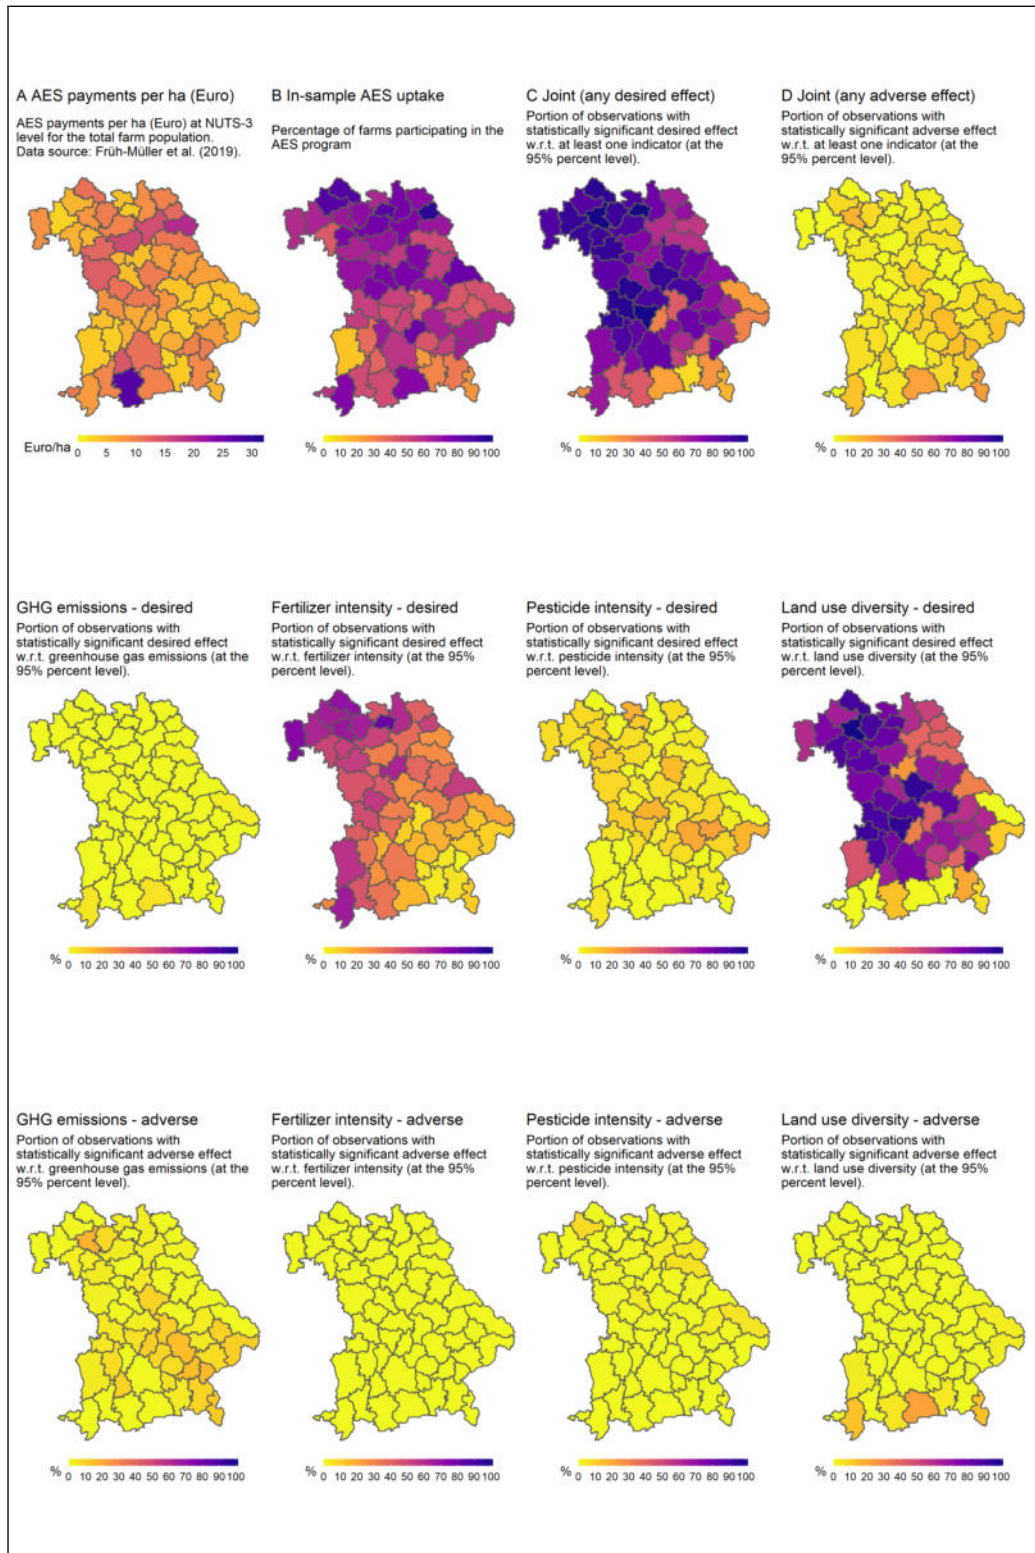 A AES payments per ha (Euro)
AES payments per ha (Euro) at NUTS-3
level for the total farm population.
Data source: Früh-Müller et al. (2019).
B In-sample AES uptake
Percentage of farms participating in the
AES program
C Joint (any desired effect)
Portion of observations with
statistically significant desired effect
w.r.t. at least one indicator (at the
95% percent level).
D Joint (any adverse effect)
Portion of observations with
statistically significant adverse effect
w.r.t. at least one indicator (at the
95% percent level).
Euro/ha 0 5 10 15 20 25 30
% 0 10 20 30 40 50 60 70 80 90 100
% 0 10 20 30 40 50 60 70 80 90 100
% 0 10 20 30 40 50 60 70 80 90 100
GHG emissions - desired
Portion of observations with
statistically significant desired effect
w.r.t. greenhouse gas emissions (at the
95% percent level).
Fertilizer intensity - desired
Portion of observations with
statistically significant desired effect
w.r.t. fertilizer intensity (at the 95%
percent level).
Pesticide intensity - desired
Portion of observations with
statistically significant desired effect
w.r.t. pesticide intensity (at the 95%
percent level).
Land use diversity - desired
Portion of observations with
statistically significant desired effect
w.r.t. land use diversity (at the 95%
percent level).
% 0 10 20 30 40 50 60 70 80 90 100
% 0 10 20 30 40 50 60 70 80 90 100
% 0 10 20 30 40 50 60 70 80 90 100
% 0 10 20 30 40 50 60 70 80 90 100
GHG emissions - adverse
Portion of observations with
statistically significant adverse effect
w.r.t. greenhouse gas emissions (at the
95% percent level).
Fertilizer intensity - adverse
Portion of observations with
statistically significant adverse effect
w.r.t. fertilizer intensity (at the 95%
percent level).
Pesticide intensity - adverse
Portion of observations with
statistically significant adverse effect
w.r.t. pesticide intensity (at the 95%
percent level).
Land use diversity - adverse
Portion of observations with
statistically significant adverse effect
w.r.t. land use diversity (at the 95%
percent level).
% 0 10 20 30 40 50 60 70 80 90 100
% 0 10 20 30 40 50 60 70 80 90 100
% 0 10 20 30 40 50 60 70 80 90 100
% 0 10 20 30 40 50 60 70 80 90 100